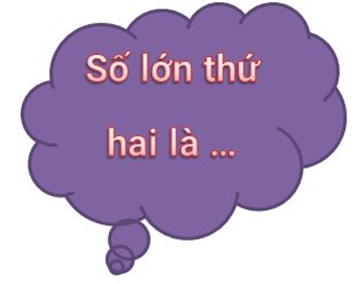 Số lớn thứ
hai là ...